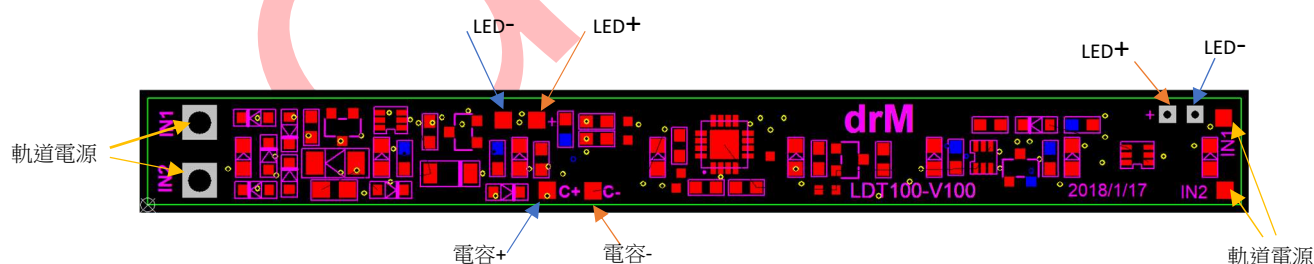 LED- LED+
LED+ LED-
軌道電源
IN1
IN2
+
drM
+
IN1
C+ C-
LDT100-V100
2018/1/17
IN2
電容+ 電容-
軌道電源